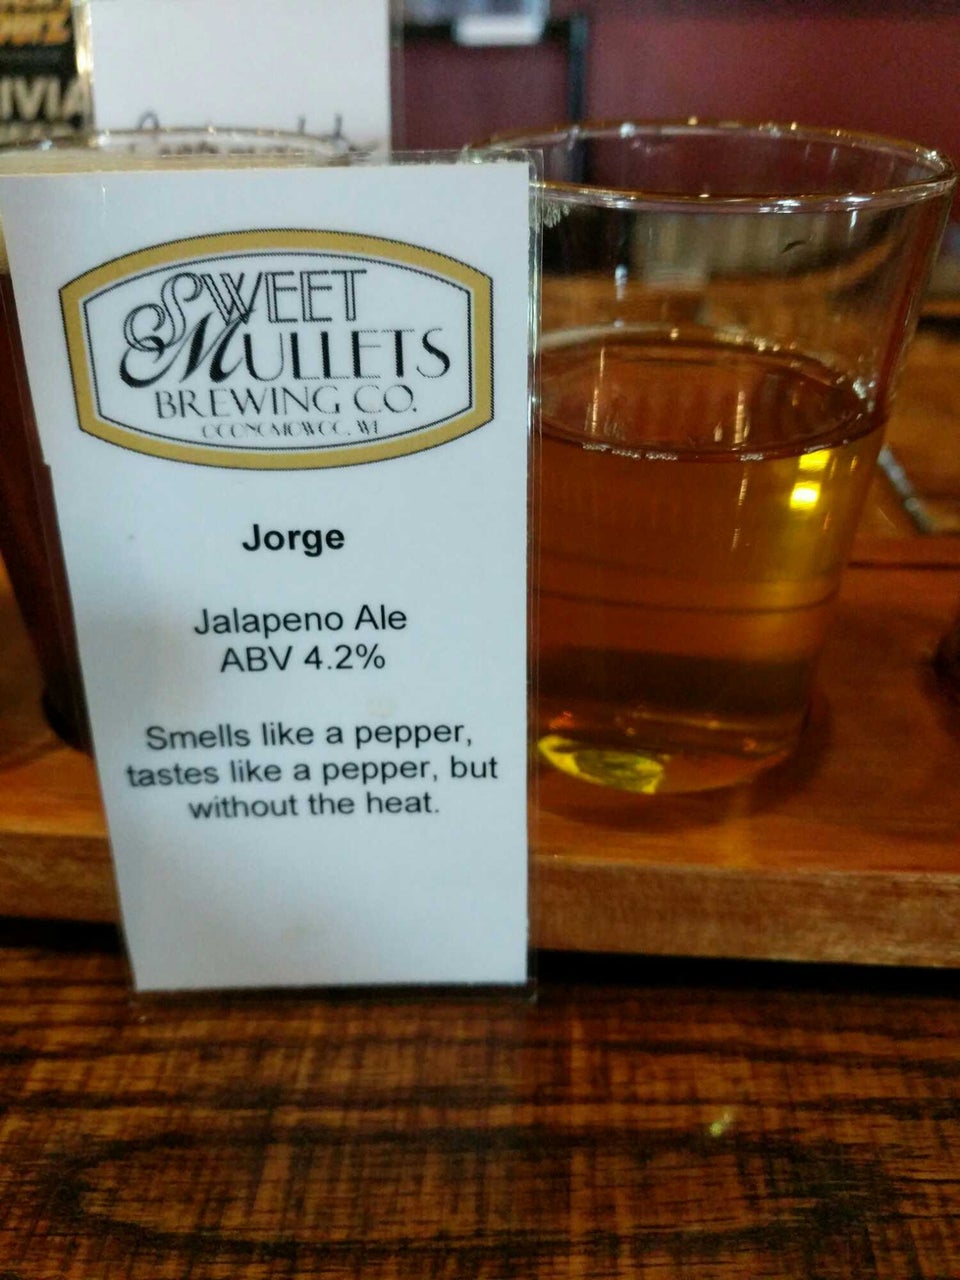 IVIA
SWEET
MULLETS
BREWING CO.
OCONOMOWOC, WI
Jorge
Jalapeno Ale
ABV 4.2%
Smells like a pepper,
tastes like a pepper, but
without the heat.